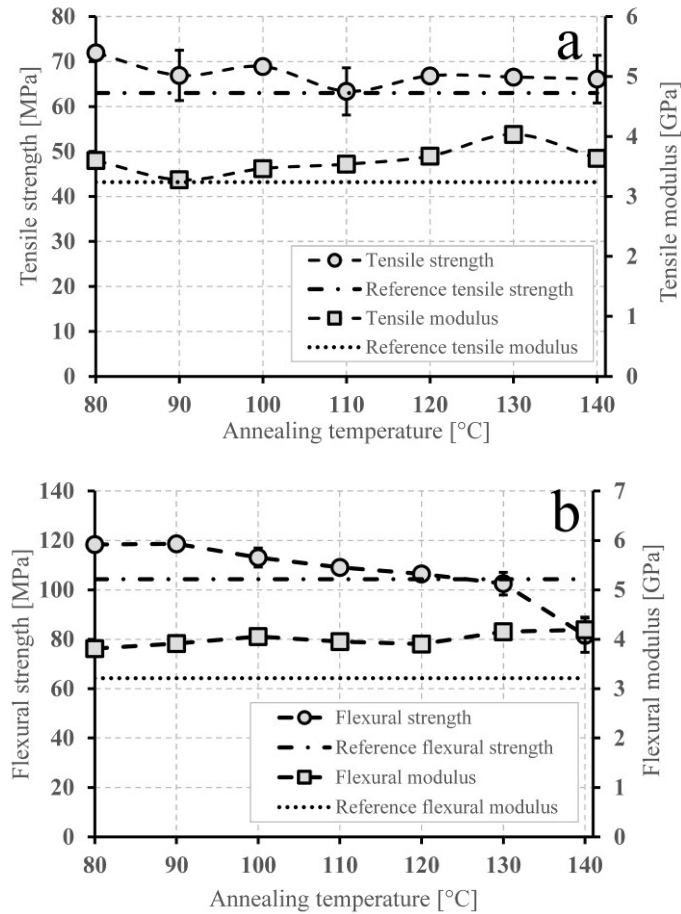 a
Tensile strength [MPa]
80
70
60
50
40
30
20
10
0
Tensile modulus [GPa]
6
5
4
3
2
1
0
Tensile strength
Reference tensile strength
Tensile modulus
Reference tensile modulus
80 90 100 110 120 130 140
Annealing temperature [°C]
b
Flexural strength [MPa]
140
120
100
80
60
40
20
0
Flexural modulus [GPa]
7
6
5
4
3
2
1
0
Flexural strength
Reference flexural strength
Flexural modulus
Reference flexural modulus
80 90 100 110 120 130 140
Annealing temperature [°C]